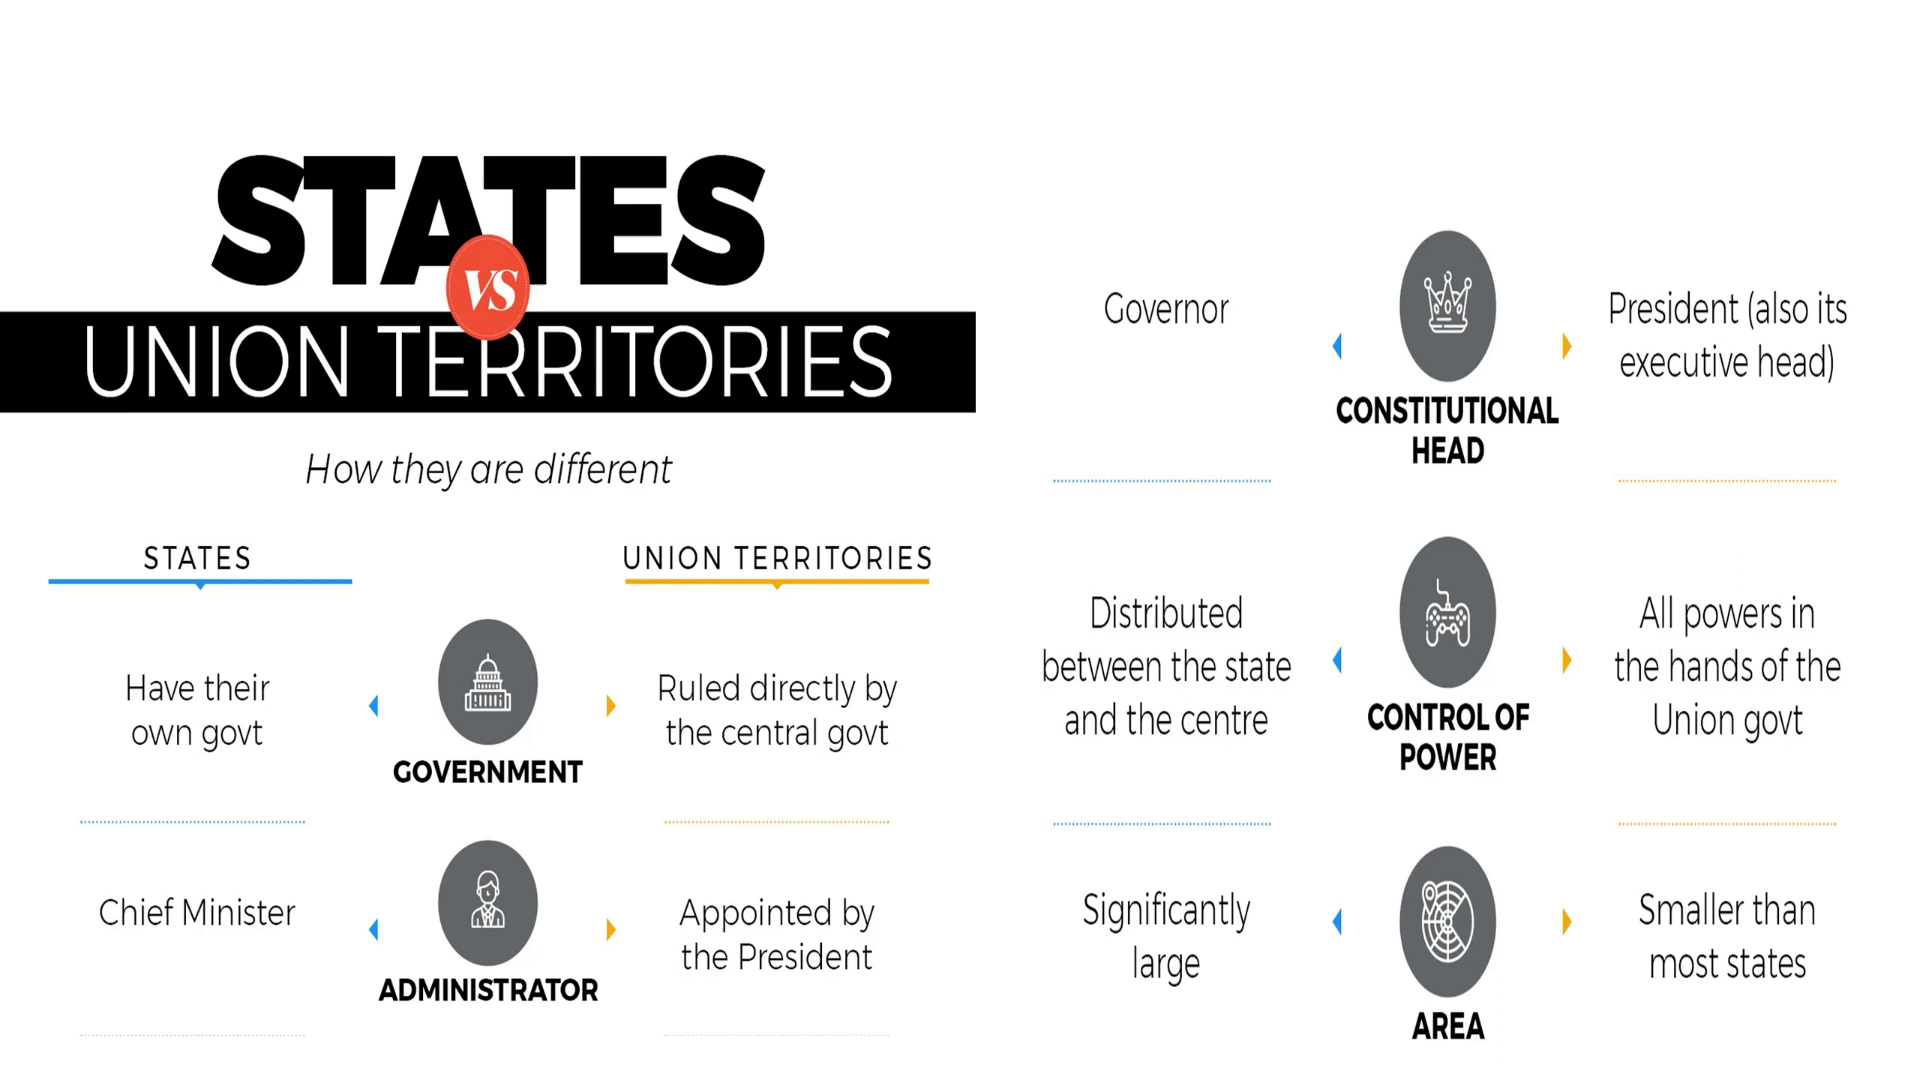 STATES
VS
UNION TERRITORIES
How they are different
STATES
UNION TERRITORIES
Have their
own govt
GOVERNMENT
Ruled directly by
the central govt
Chief Minister
ADMINISTRATOR
Appointed by
the President
Governor
CONSTITUTIONAL
HEAD
President (also its
executive head)
Distributed
between the state
and the centre
CONTROL OF
POWER
All powers in
the hands of the
Union govt
Significantly
large
AREA
Smaller than
most states